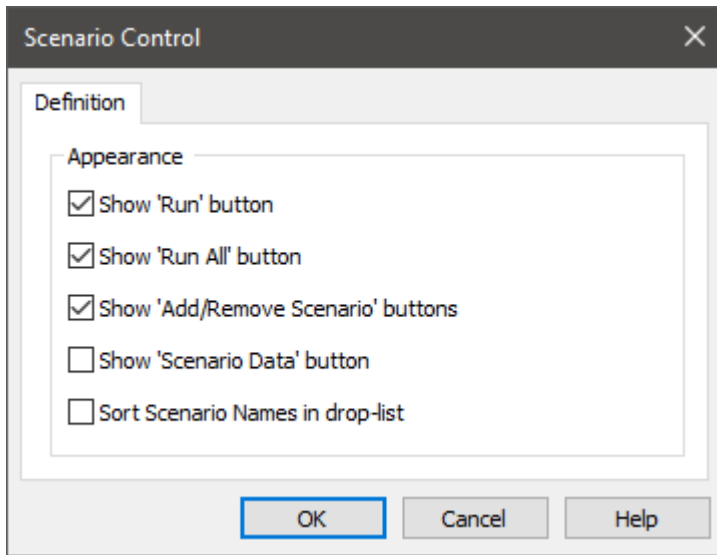 Scenario Control
Definition
Appearance
Show 'Run' button
Show 'Run All' button
Show 'Add/Remove Scenario' buttons
Show 'Scenario Data' button
Sort Scenario Names in drop-list
OK Cancel Help